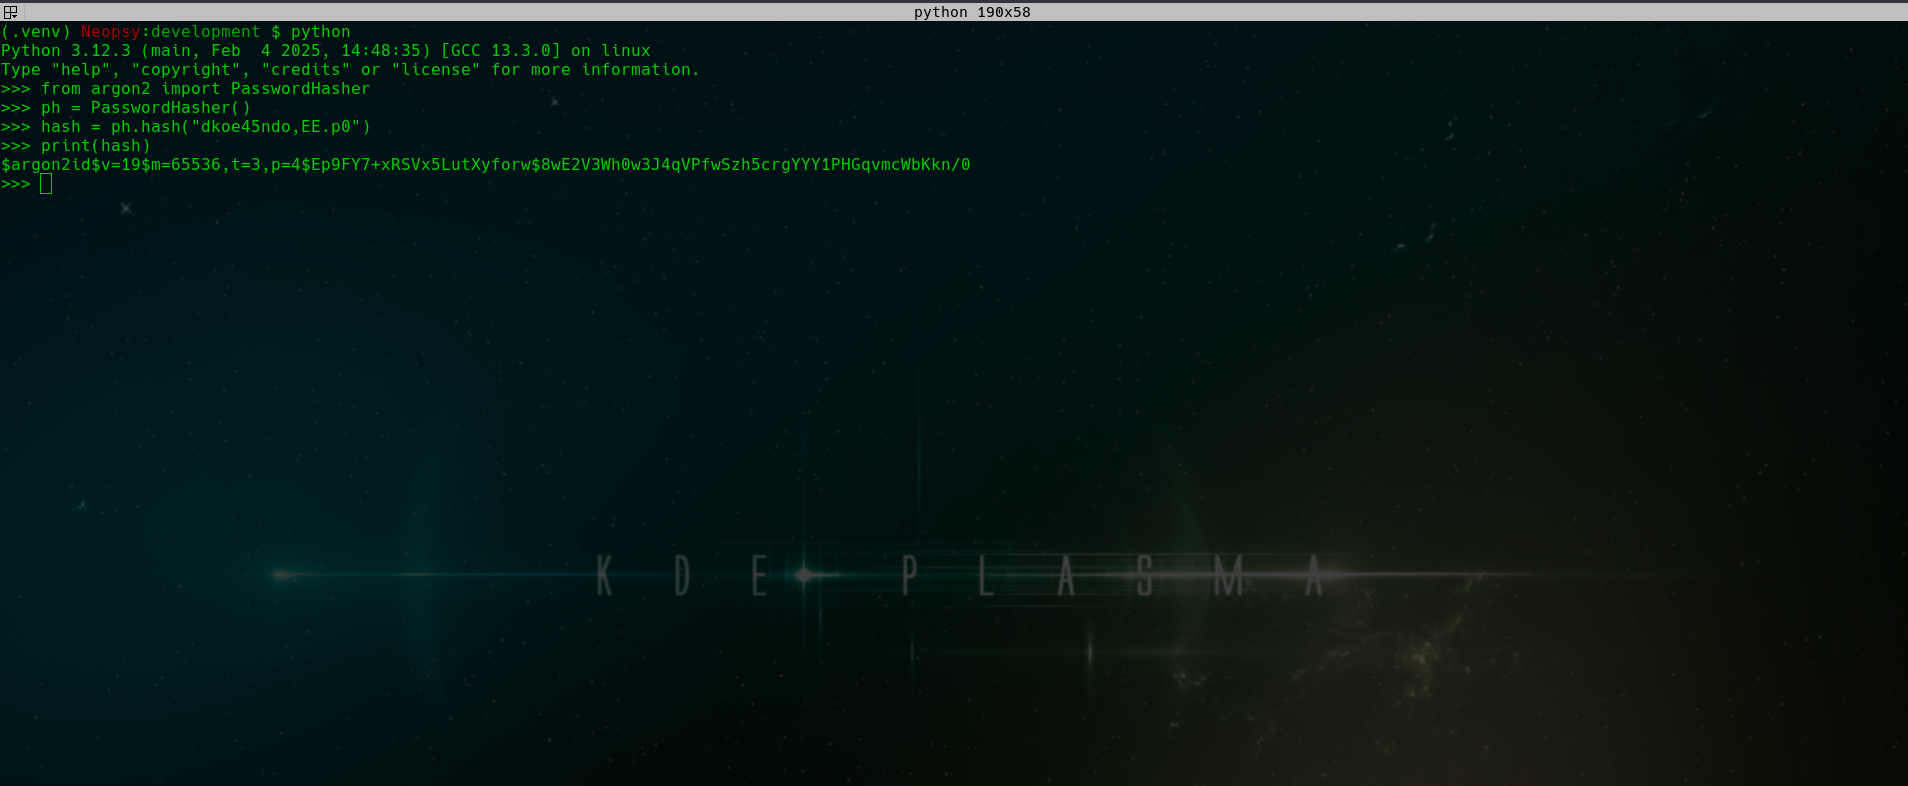 python 190x58
(.venv) Neopsy:development $ python
Python 3.12.3 (main, Feb  4 2025, 14:48:35) [GCC 13.3.0] on linux
Type "help", "copyright", "credits" or "license" for more information.
>>> from argon2 import PasswordHasher
>>> ph = PasswordHasher()
>>> hash = ph.hash("dkoe45ndo,EE.p0")
>>> print(hash)
$argon2id$v=19$m=65536,t=3,p=4$Ep9FY7+xRSVx5LutXyforw$8wE2V3Wh0w3J4qVPfwSzh5crgYYY1PHGqvmcWbKkn/0
>>>
KDE PLASMA